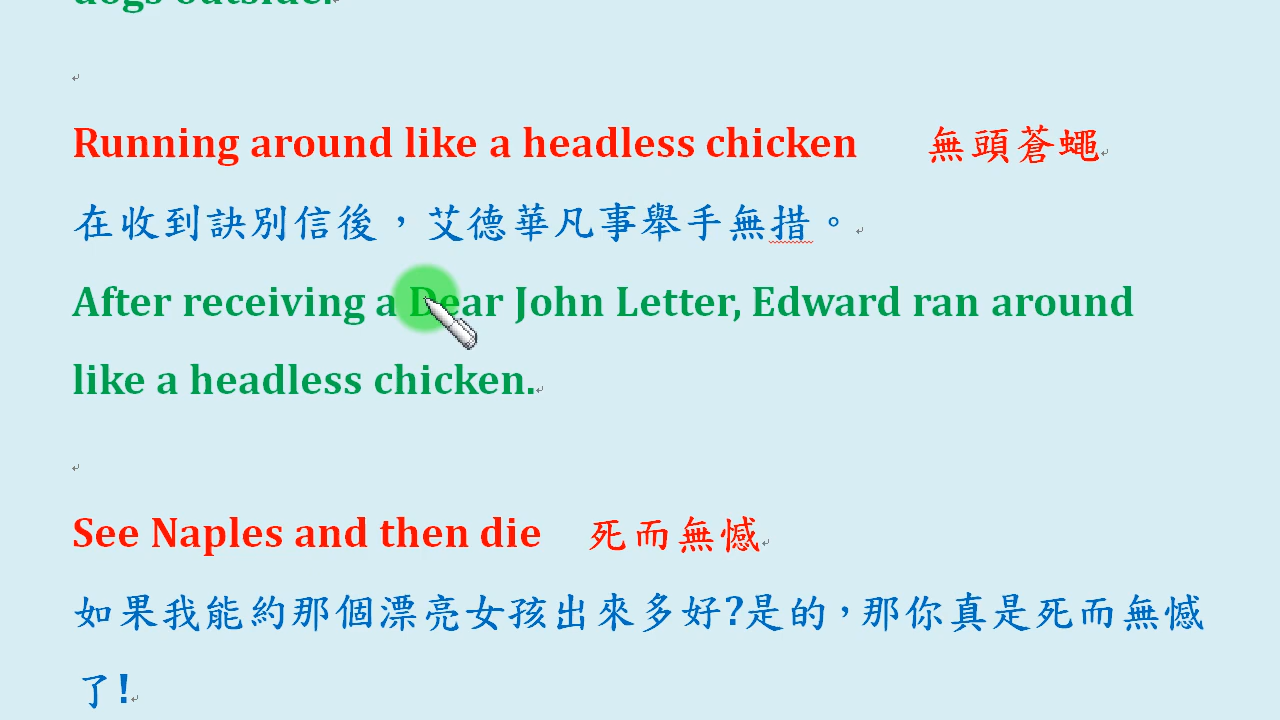 dogs outside.
Running around like a headless chicken 無頭蒼蠅
在收到訣別信後，艾德華凡事舉手無措。
After receiving a Dear John Letter, Edward ran around
like a headless chicken.
See Naples and then die 死而無憾
如果我能約那個漂亮女孩出來多好?是的，那你真是死而無憾
了!